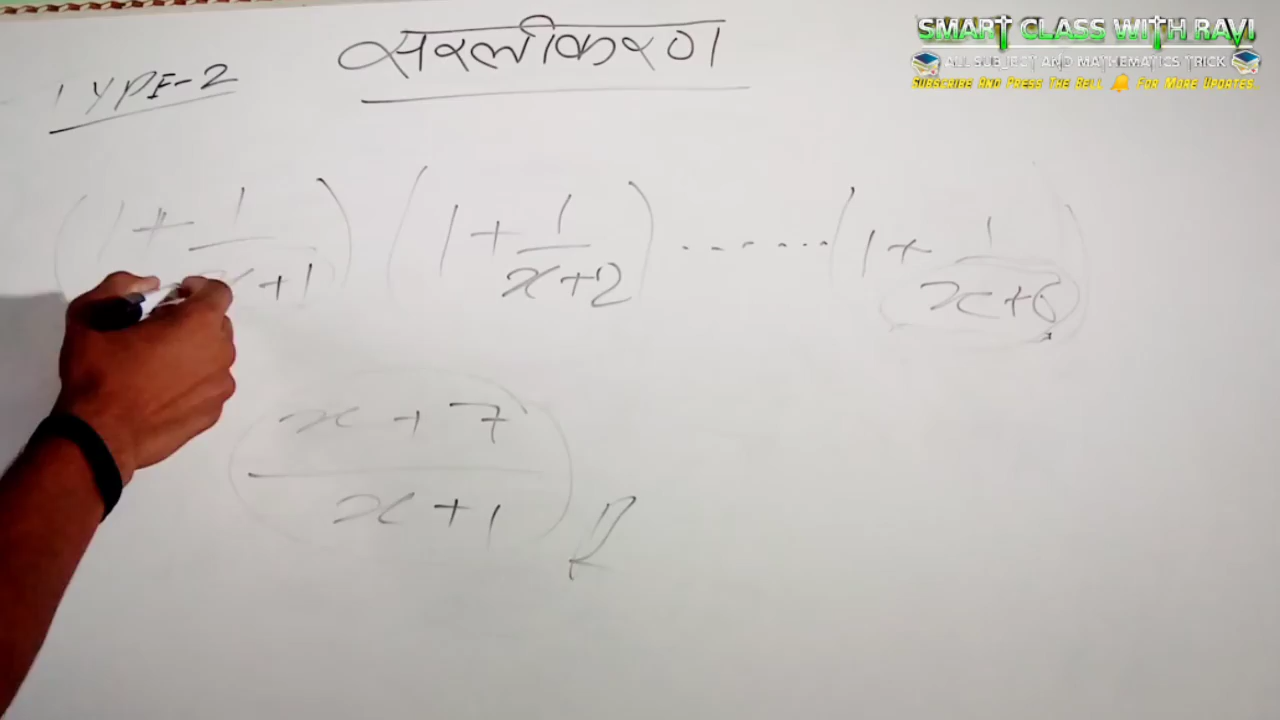 सरलीकरण
SMART CLASS WITH RAVI
ALL SUBJECT AND MATHEMATICS TRICK
SUBSCRIBE AND PRESS THE BELL 🔔 FOR MORE UPDATES.
TYPE-2
(1 + 1/(x+1)) (1 + 1/(x+2)) ........ (1 + 1/(x+6))
x + 7
x + 1